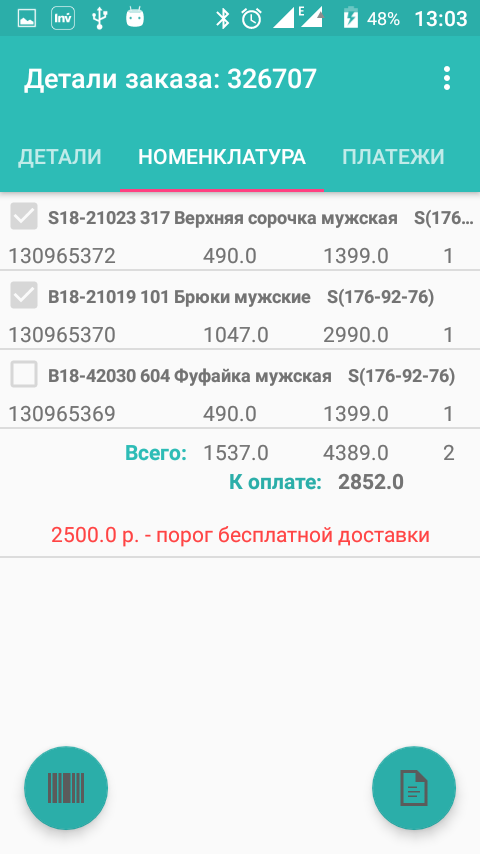 Inv E 48% 13:03
Детали заказа: 326707
ДЕТАЛИ НОМЕНКЛАТУРА ПЛАТЕЖИ
S18-21023 317 Верхняя сорочка мужская S(176...
130965372 490.0 1399.0 1
B18-21019 101 Брюки мужские S(176-92-76)
130965370 1047.0 2990.0 1
B18-42030 604 Фуфайка мужская S(176-92-76)
130965369 490.0 1399.0 1
Всего: 1537.0 4389.0 2
К оплате: 2852.0
2500.0 р. - порог бесплатной доставки